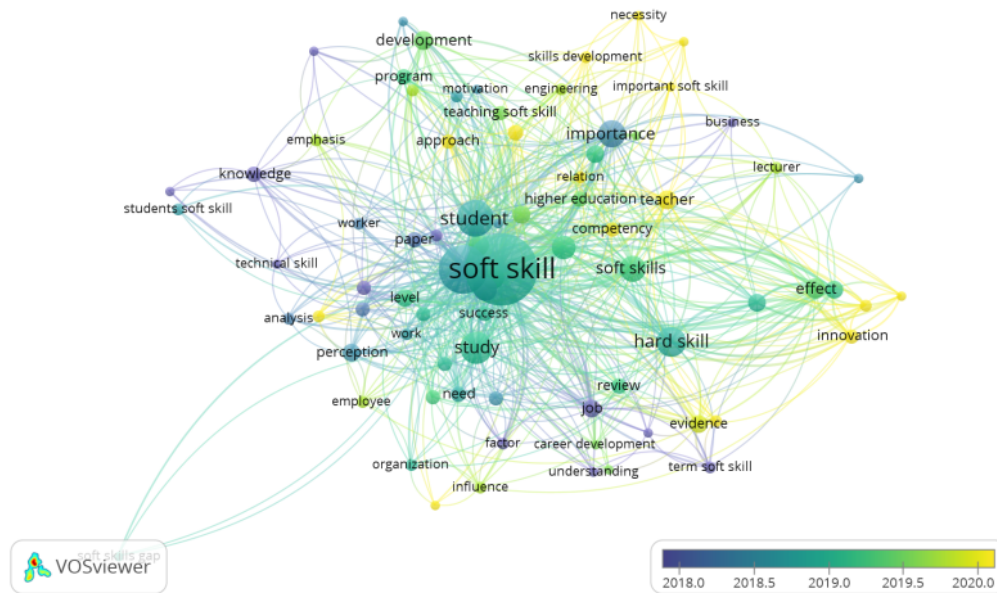 necessity
development
skills development
program
motivation
engineering
important soft skill
teaching soft skill
business
importance
emphasis
approach
lecturer
knowledge
relation
higher education
teacher
students soft skill
student
worker
competency
paper
technical skill
soft skill
soft skills
level
effect
success
analysis
work
hard skill
innovation
perception
study
review
need
employee
job
evidence
factor
career development
organization
understanding
term soft skill
influence
soft skills gap
VOSviewer
2018.0 2018.5 2019.0 2019.5 2020.0